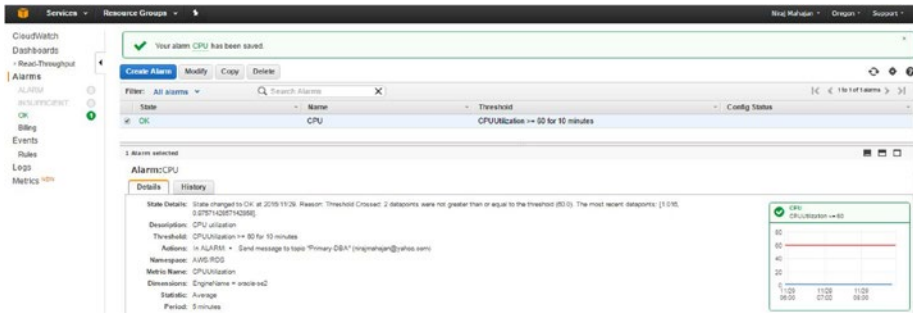 Services Resource Groups Niraj Mahajan Oregon Support
CloudWatch
Dashboards
Read-Throughput
Alarms
ALARM 0
INSUFFICIENT 0
OK 1
Billing
Events
Rules
Logs
Metrics NEW
Your alarm CPU has been saved.
Create Alarm Modify Copy Delete
Filter: All alarms Search Alarms X 1 to 1 of 1 alarms
State Name Threshold Config Status
OK CPU CPUUtilization >= 60 for 10 minutes
1 Alarm selected
Alarm:CPU
Details History
State Details: State changed to OK at 2016/11/29. Reason: Threshold Crossed: 2 datapoints were not greater than or equal to the threshold (60.0). The most recent datapoints: [1.016,
Description: CPU utilization
Threshold: CPUUtilization >= 60 for 10 minutes
Actions: In ALARM: • Send message to topic "Primary-DBA" (nirajmahajan@yahoo.com)
Namespace: AWS/RDS
Metric Name: CPUUtilization
Dimensions: EngineName = oracle-se2
Statistic: Average
Period: 5 minutes
CPU
CPUUtilization >= 60
80
60
40
20
0
11/29 11/29 11/29
06:00 07:00 08:00